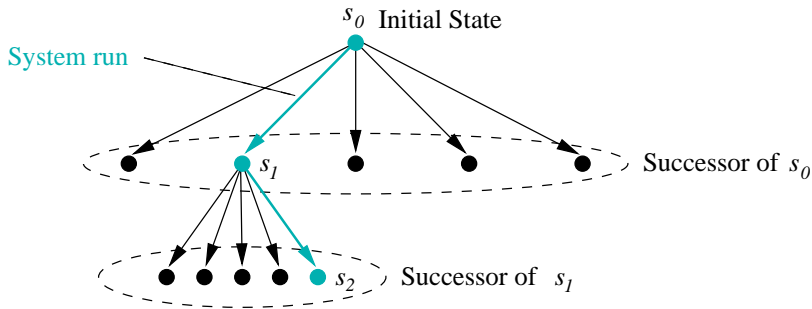 s0 Initial State
System run
s1
Successor of s0
s2
Successor of s1